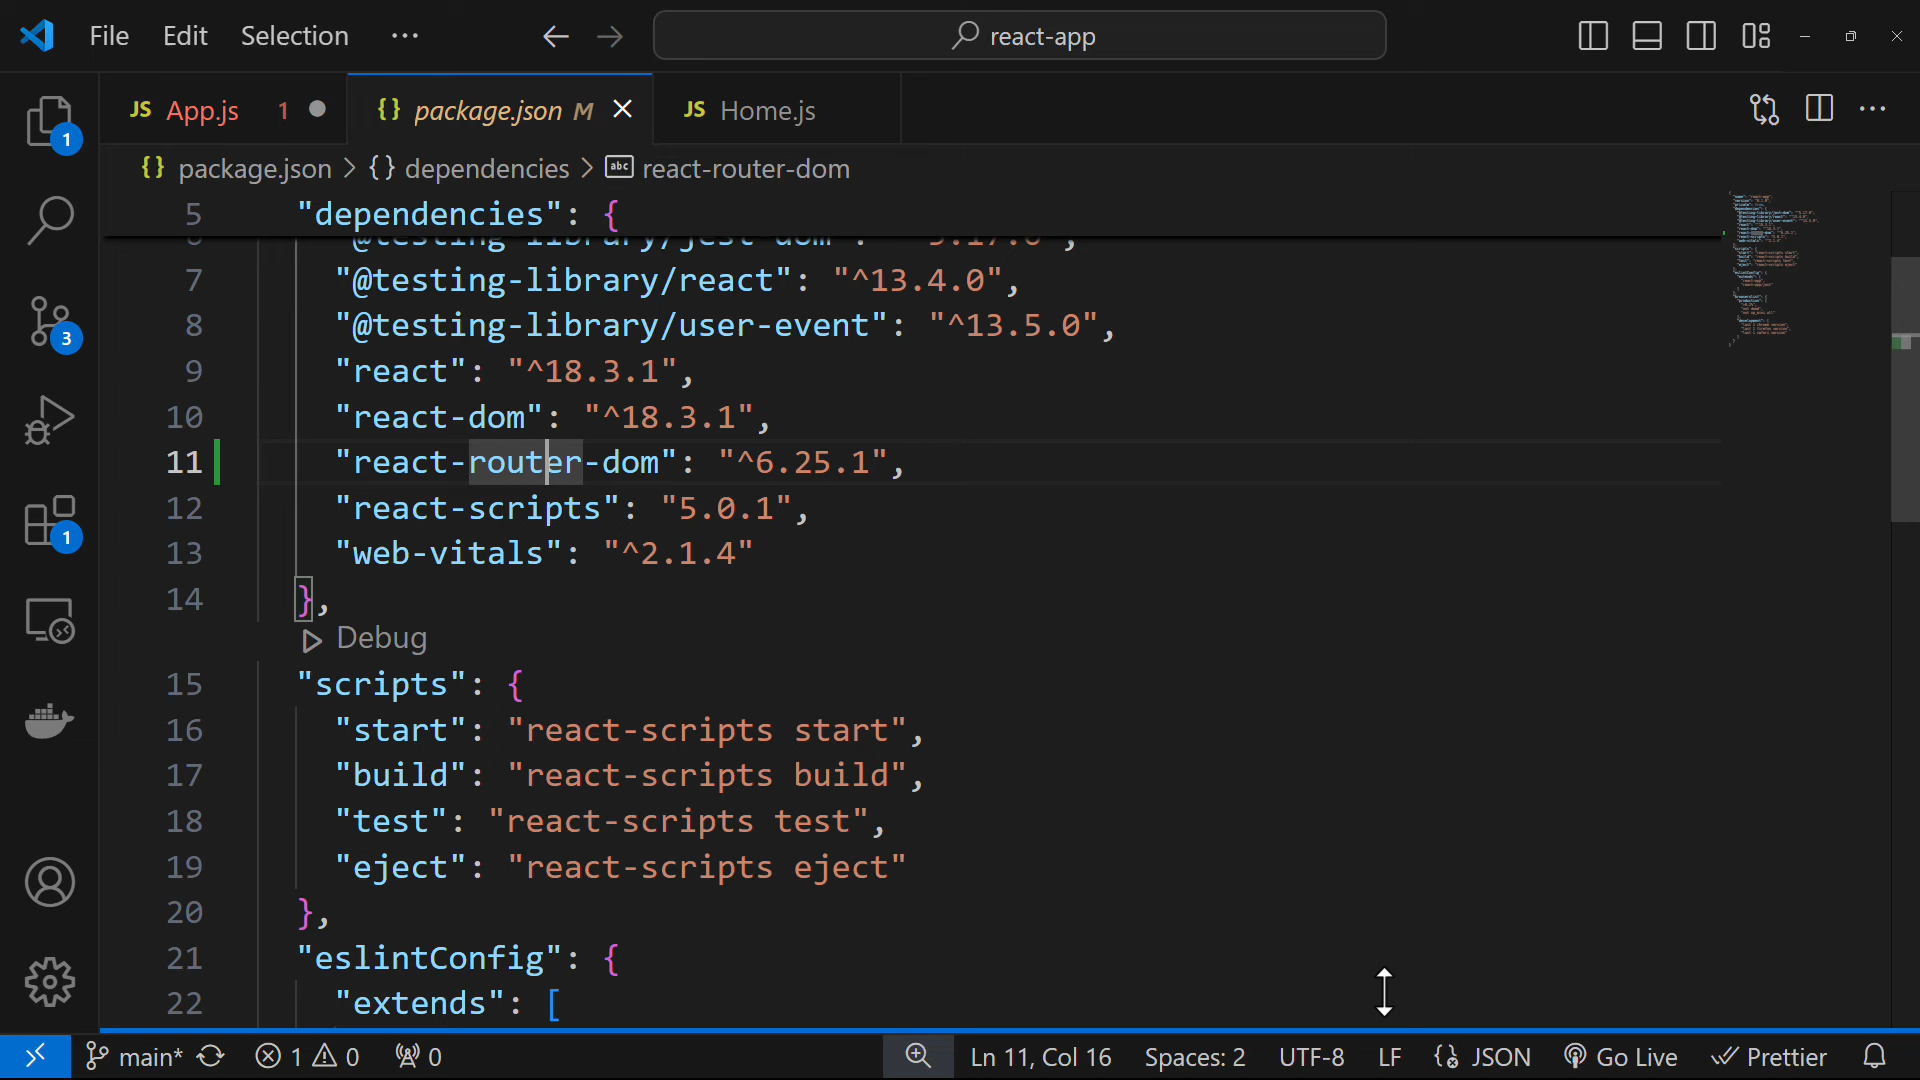 File Edit Selection ··· react-app
JS App.js 1 {} package.json M JS Home.js
{} package.json > {} dependencies > abc react-router-dom
5 "dependencies": {
7 "@testing-library/react": "^13.4.0",
8 "@testing-library/user-event": "^13.5.0",
9 "react": "^18.3.1",
10 "react-dom": "^18.3.1",
11 "react-router-dom": "^6.25.1",
12 "react-scripts": "5.0.1",
13 "web-vitals": "^2.1.4"
14 },
Debug
15 "scripts": {
16 "start": "react-scripts start",
17 "build": "react-scripts build",
18 "test": "react-scripts test",
19 "eject": "react-scripts eject"
20 },
21 "eslintConfig": {
22 "extends": [
1
3
1
main* 1 0 0 Ln 11, Col 16 Spaces: 2 UTF-8 LF {} JSON Go Live Prettier